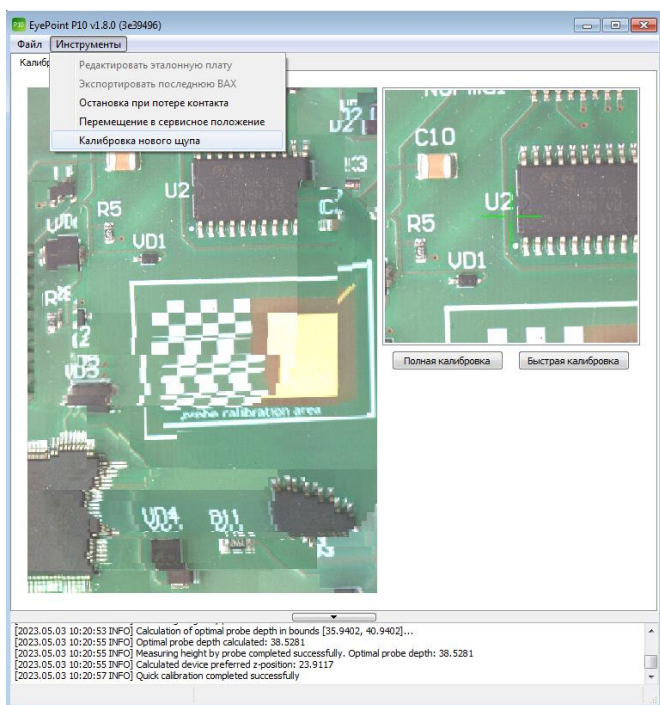 EyePoint P10 v1.8.0 (3e39496)
Файл Инструменты
Редактировать эталонную плату
Экспортировать последнюю ВАХ
Остановка при потере контакта
Перемещение в сервисное положение
Калибровка нового щупа
C10
U2
U2
R5
R5
VD1
VD1
probe calibration area
VD4
Полная калибровка Быстрая калибровка
[2023.05.03 10:20:53 INFO] Calculation of optimal probe depth in bounds [35.9402, 40.9402]...
[2023.05.03 10:20:55 INFO] Optimal probe depth calculated: 38.5281
[2023.05.03 10:20:55 INFO] Measuring height by probe completed successfully. Optimal probe depth: 38.5281
[2023.05.03 10:20:55 INFO] Calculated device preferred z-position: 23.9117
[2023.05.03 10:20:57 INFO] Quick calibration completed successfully